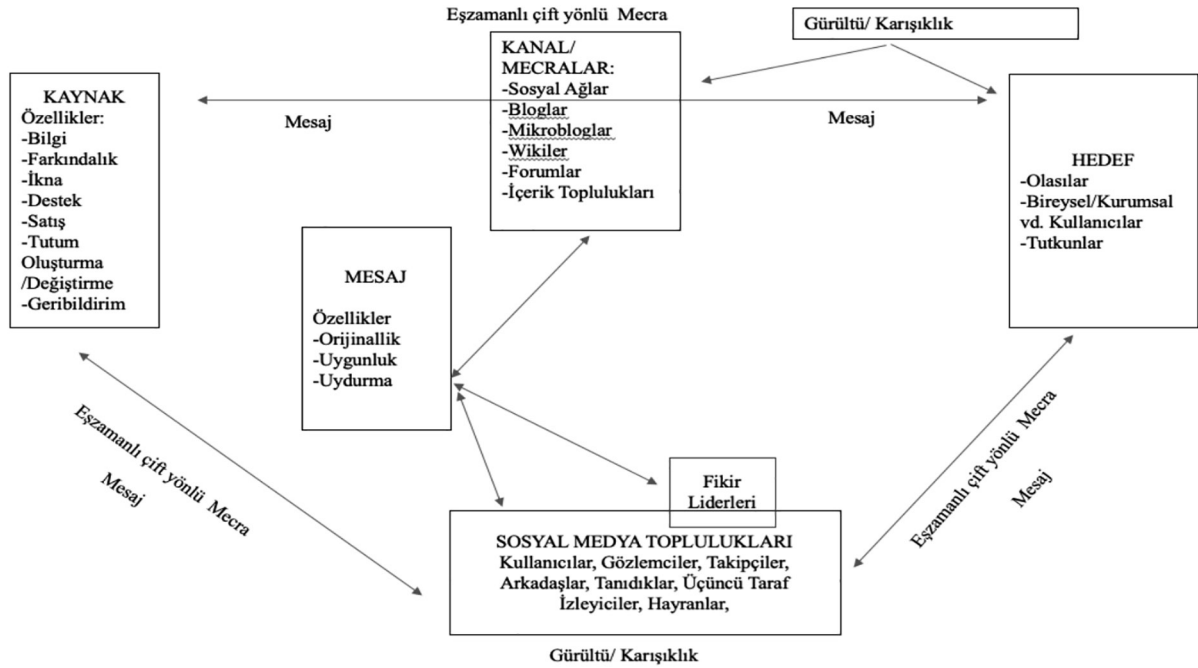 Eşzamanlı çift yönlü Mecra
Gürültü/ Karışıklık
KANAL/
MECRALAR:
-Sosyal Ağlar
-Bloglar
-Mikrobloglar
-Wikiler
-Forumlar
-İçerik Toplulukları
KAYNAK
Özellikler:
-Bilgi
-Farkındalık
-İkna
-Destek
-Satış
-Tutum
Oluşturma
/Değiştirme
-Geribildirim
Mesaj
Mesaj
HEDEF
-Olasılar
-Bireysel/Kurumsal
vd. Kullanıcılar
-Tutkunlar
MESAJ
Özellikler
-Orijinallik
-Uygunluk
-Uydurma
Eşzamanlı çift yönlü Mecra
Mesaj
Eşzamanlı çift yönlü Mecra
Mesaj
Fikir
Liderleri
SOSYAL MEDYA TOPLULUKLARI
Kullanıcılar, Gözlemciler, Takipçiler,
Arkadaşlar, Tanıdıklar, Üçüncü Taraf
İzleyiciler, Hayranlar,
Gürültü/ Karışıklık